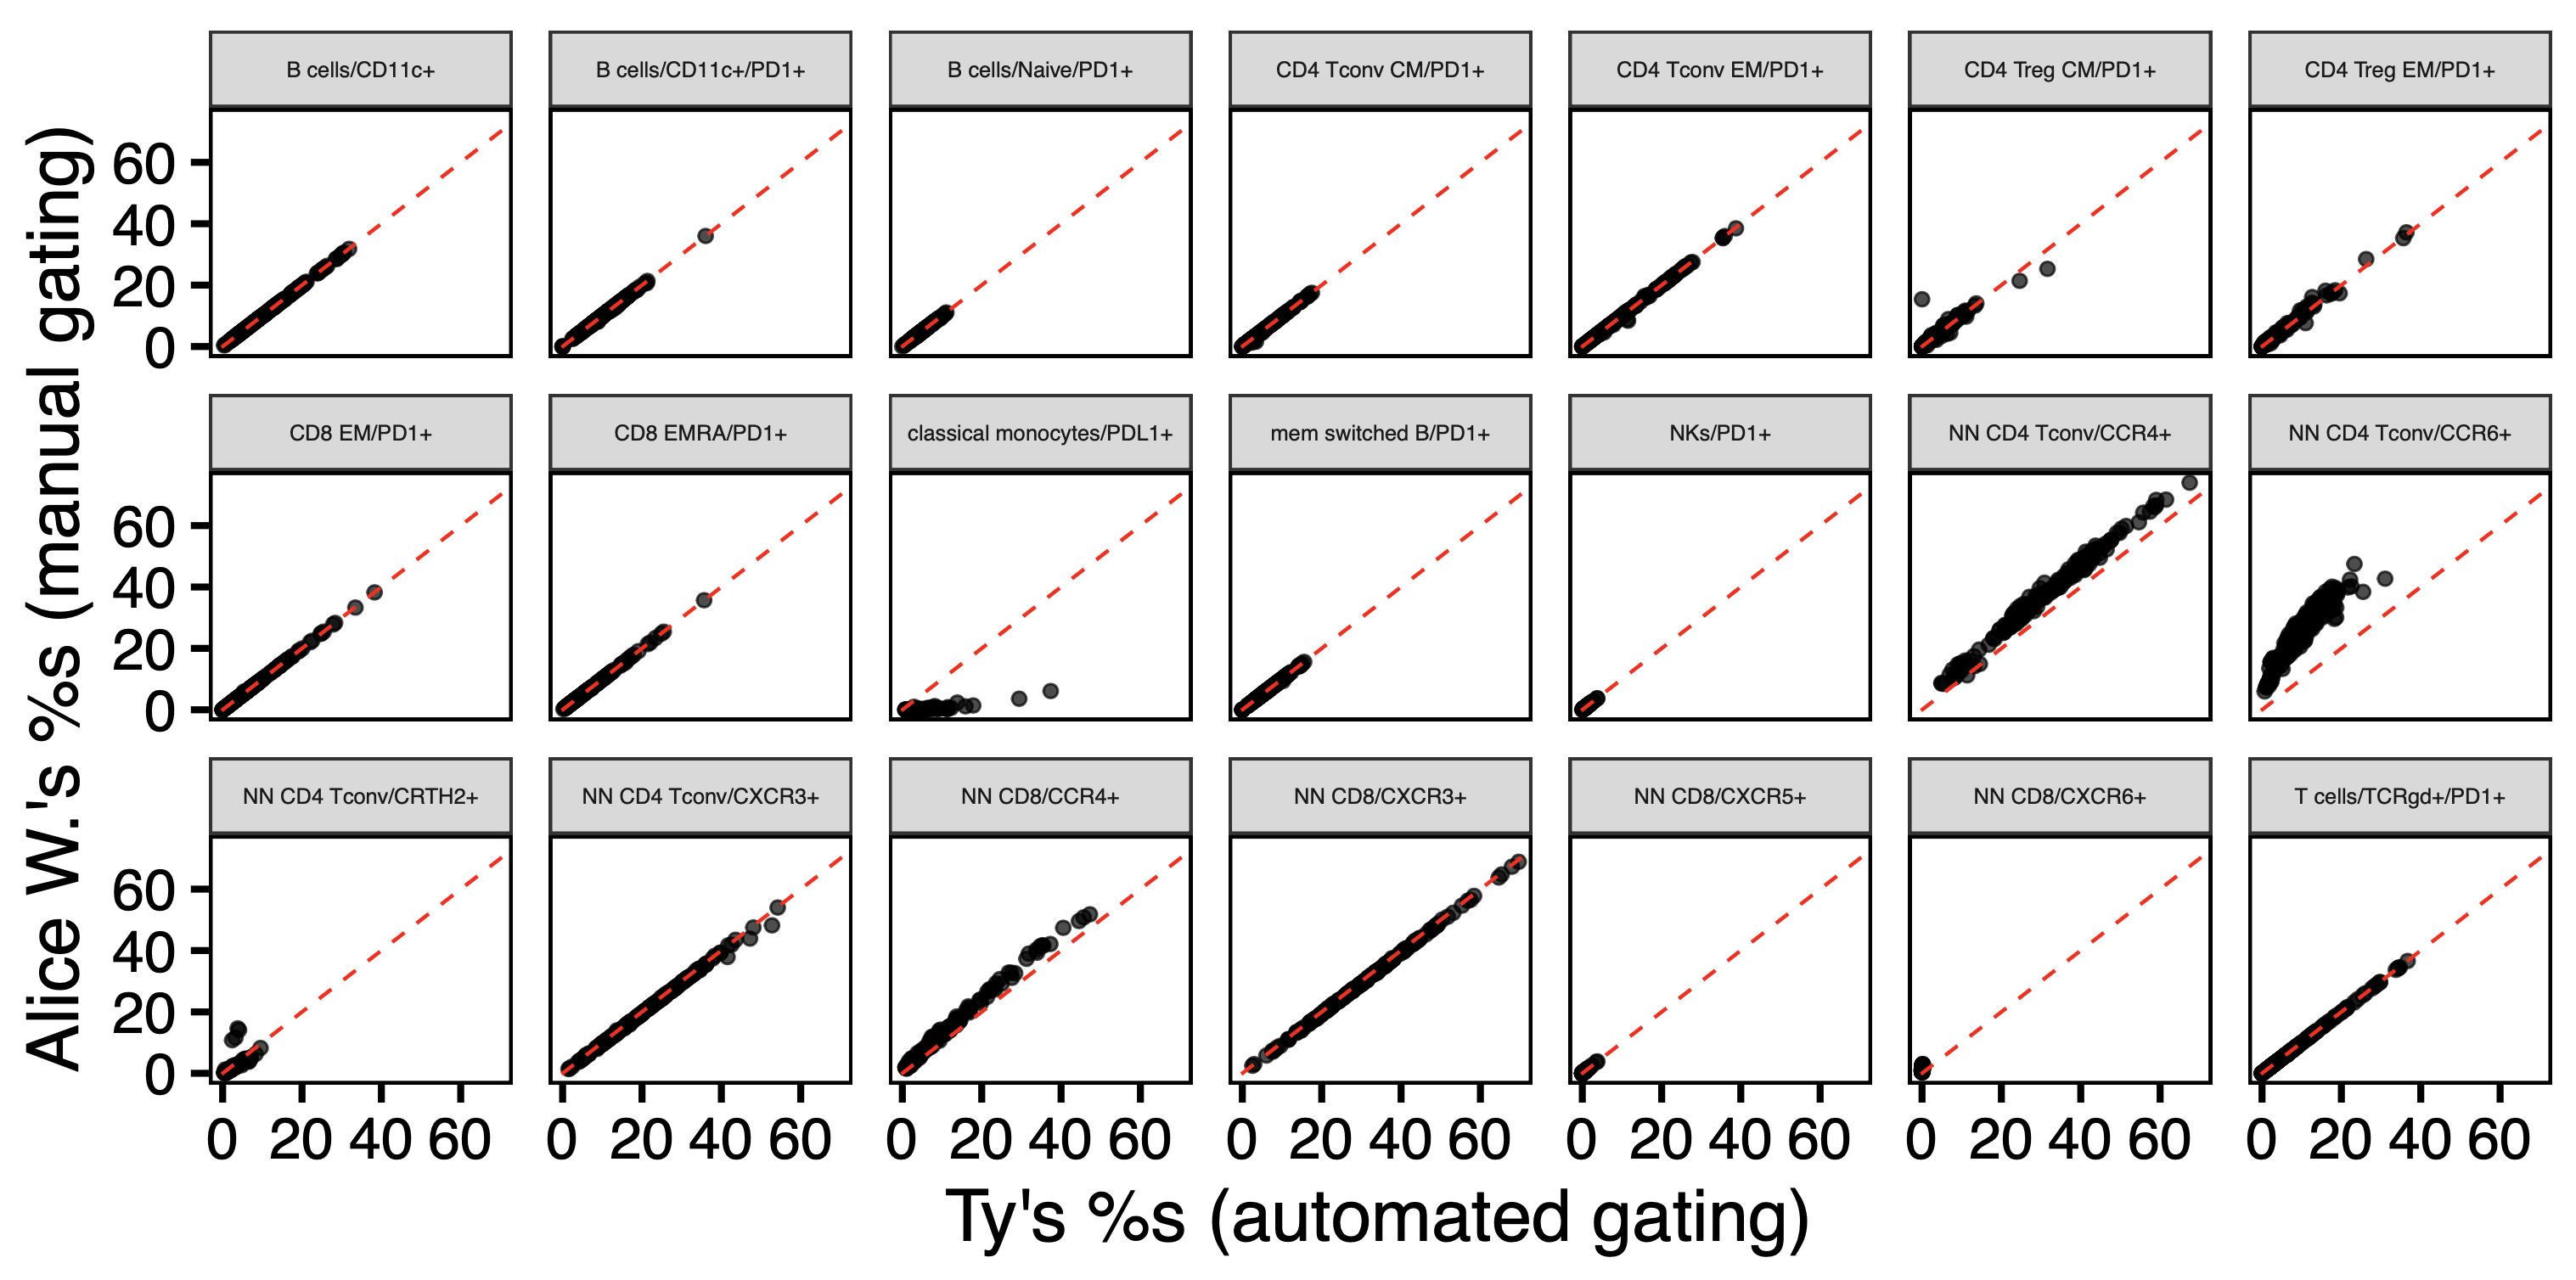 B cells/CD11c+
B cells/CD11c+/PD1+
B cells/Naive/PD1+
CD4 Tconv CM/PD1+
CD4 Tconv EM/PD1+
CD4 Treg CM/PD1+
CD4 Treg EM/PD1+
60
40
20
0
CD8 EM/PD1+
CD8 EMRA/PD1+
classical monocytes/PDL1+
mem switched B/PD1+
NKs/PD1+
NN CD4 Tconv/CCR4+
NN CD4 Tconv/CCR6+
60
40
20
0
NN CD4 Tconv/CRTH2+
NN CD4 Tconv/CXCR3+
NN CD8/CCR4+
NN CD8/CXCR3+
NN CD8/CXCR5+
NN CD8/CXCR6+
T cells/TCRgd+/PD1+
60
40
20
0
0 20 40 60
0 20 40 60
0 20 40 60
0 20 40 60
0 20 40 60
0 20 40 60
0 20 40 60
Alice W.'s %s (manual gating)
Ty's %s (automated gating)